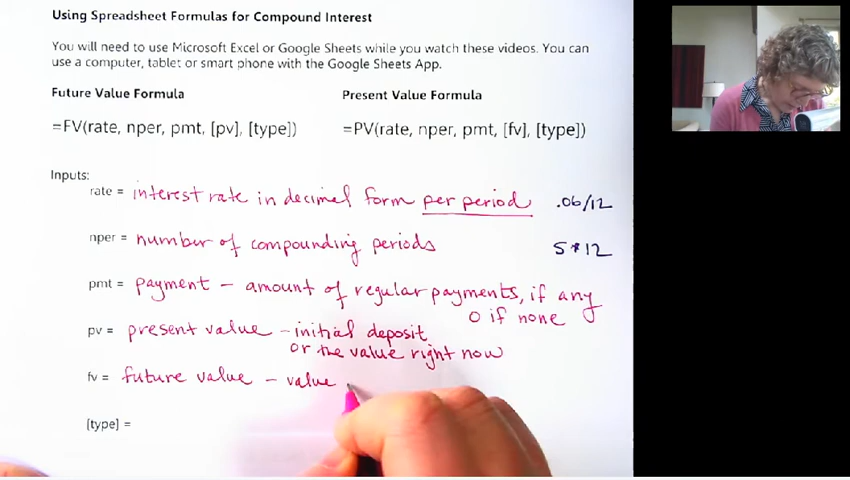 Using Spreadsheet Formulas for Compound Interest
You will need to use Microsoft Excel or Google Sheets while you watch these videos. You can
use a computer, tablet or smart phone with the Google Sheets App.
Future Value Formula
Present Value Formula
=FV(rate, nper, pmt, [pv], [type])
=PV(rate, nper, pmt, [fv], [type])
Inputs:
rate = interest rate in decimal form per period .06/12
nper = number of compounding periods 5*12
pmt = payment - amount of regular payments, if any
0 if none
pv = present value - initial deposit
or the value right now
fv = future value - value
[type] =